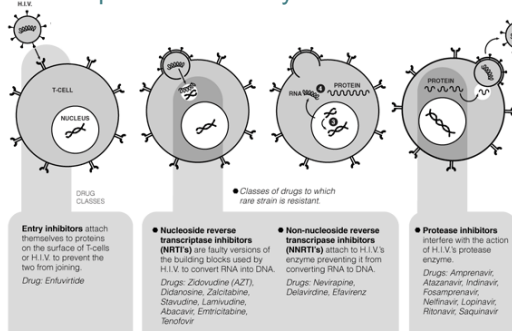 H.I.V.
T-CELL
NUCLEUS
RNA
4
PROTEIN
3
PROTEIN
DRUG
CLASSES
● Classes of drugs to which
rare strain is resistant.
Entry inhibitors attach
themselves to proteins
on the surface of T-cells
or H.I.V. to prevent the
two from joining.
Drug: Enfuvirtide
● Nucleoside reverse
transcriptase inhibitors
(NRTI's) are faulty versions of
the building blocks used by
H.I.V. to convert RNA into DNA.
Drugs: Zidovudine (AZT),
Didanosine, Zalcitabine,
Stavudine, Lamivudine,
Abacavir, Emtricitabine,
Tenofovir
● Non-nucleoside reverse
transcripase inhibitors
(NNRTI's) attach to H.I.V.'s
enzyme preventing it from
converting RNA to DNA.
Drugs: Nevirapine,
Delavirdine, Efavirenz
● Protease inhibitors
interfere with the action
of H.I.V.'s protease
enzyme.
Drugs: Amprenavir,
Atazanavir, Indinavir,
Fosamprenavir,
Nelfinavir, Lopinavir,
Ritonavir, Saquinavir